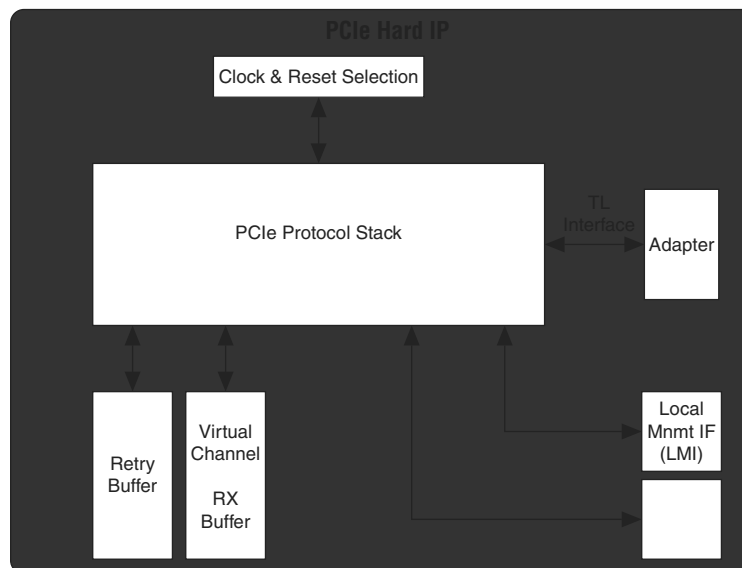 PCIe Hard IP
Clock & Reset Selection
PCIe Protocol Stack
TL
Interface
Adapter
Retry
Buffer
Virtual
Channel
RX
Buffer
Local
Mnmt IF
(LMI)